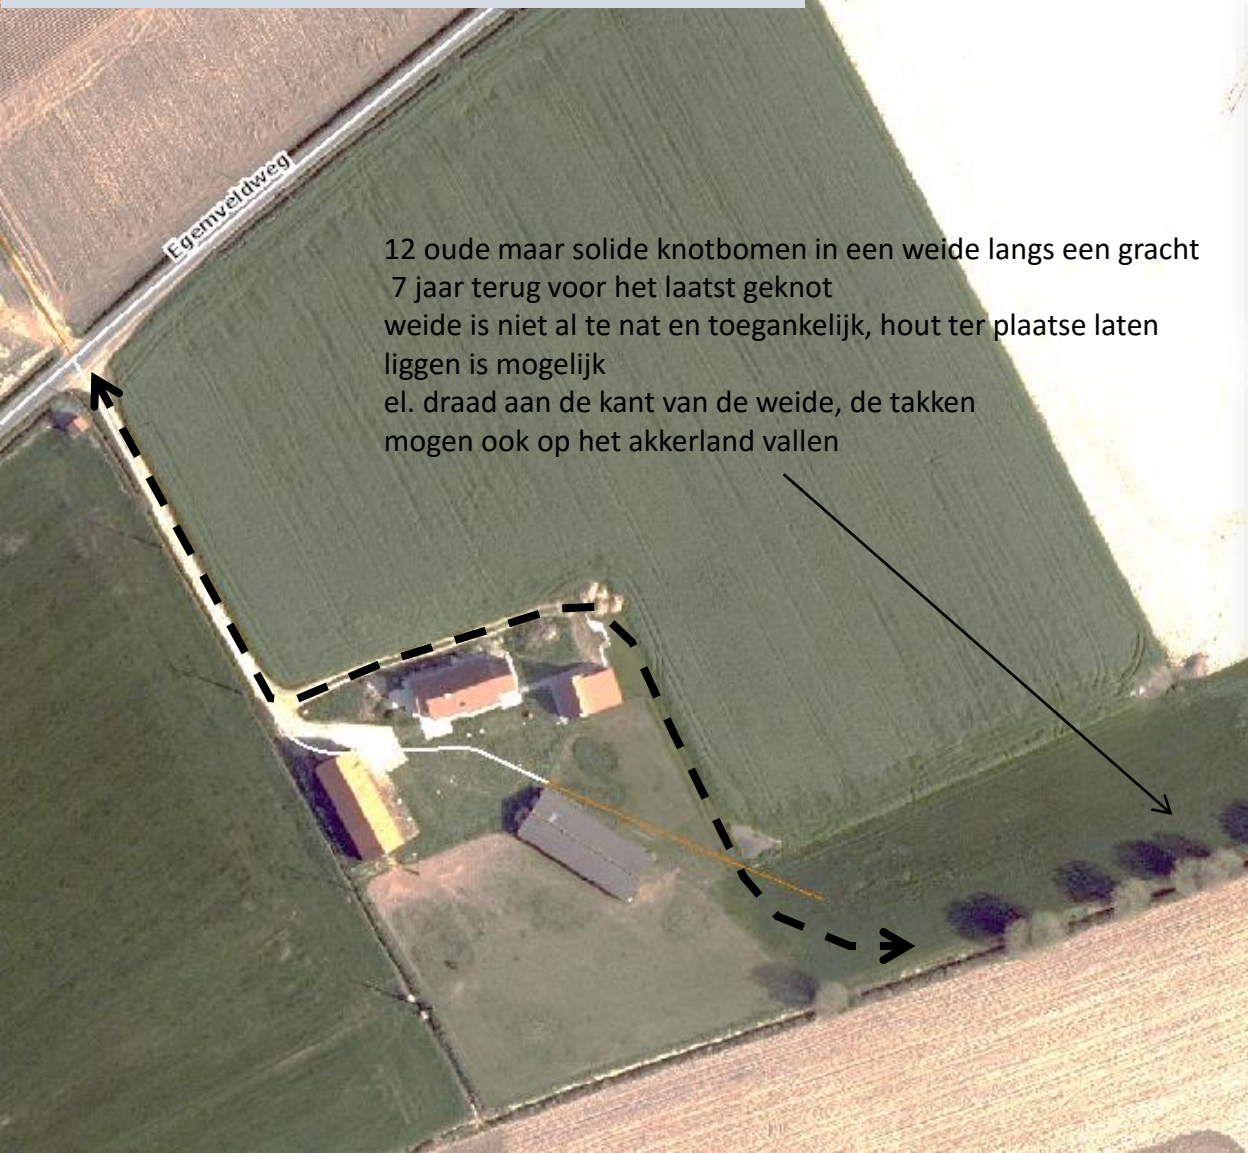 Egemveldweg
12 oude maar solide knotbomen in een weide langs een gracht
7 jaar terug voor het laatst geknot
weide is niet al te nat en toegankelijk, hout ter plaatse laten
liggen is mogelijk
el. draad aan de kant van de weide, de takken
mogen ook op het akkerland vallen